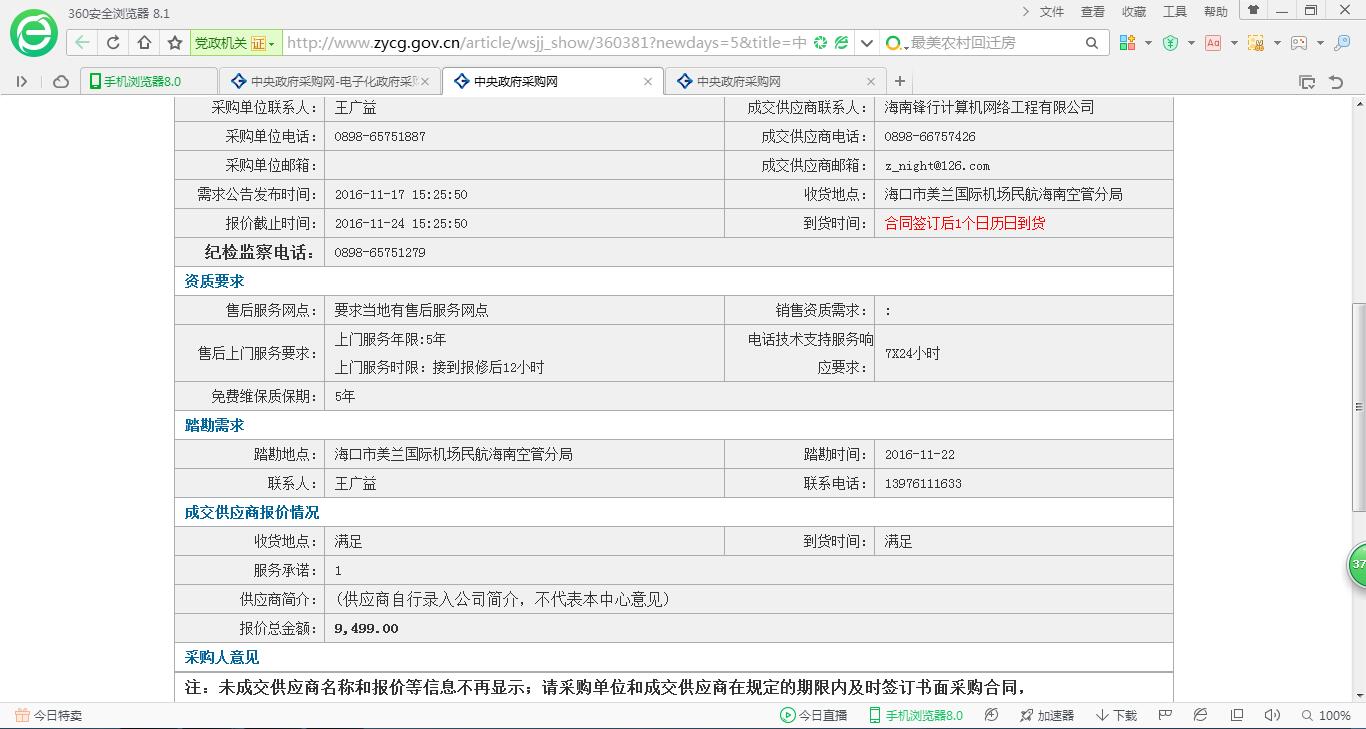 360安全浏览器 8.1
文件 查看 收藏 工具 帮助
党政机关 证 http://www.zycg.gov.cn/article/wsjj_show/360381?newdays=5&title=中 最美农村回迁房
手机浏览器8.0 中央政府采购网-电子化政府采 中央政府采购网 中央政府采购网
采购单位联系人： 王广益 成交供应商联系人： 海南锋行计算机网络工程有限公司
采购单位电话： 0898-65751887 成交供应商电话： 0898-66757426
采购单位邮箱： 成交供应商邮箱： z_night@126.com
需求公告发布时间： 2016-11-17 15:25:50 收货地点： 海口市美兰国际机场民航海南空管分局
报价截止时间： 2016-11-24 15:25:50 到货时间： 合同签订后1个日历日到货
纪检监察电话： 0898-65751279
资质要求
售后服务网点： 要求当地有售后服务网点 销售资质需求： :
售后上门服务要求： 上门服务年限:5年
上门服务时限: 接到报修后12小时
电话技术支持服务响
应要求： 7X24小时
免费维保质保期： 5年
踏勘需求
踏勘地点： 海口市美兰国际机场民航海南空管分局 踏勘时间： 2016-11-22
联系人： 王广益 联系电话： 13976111633
成交供应商报价情况
收货地点： 满足 到货时间： 满足
服务承诺： 1
供应商简介： (供应商自行录入公司简介，不代表本中心意见)
报价总金额： 9,499.00
采购人意见
注：未成交供应商名称和报价等信息不再显示；请采购单位和成交供应商在规定的期限内及时签订书面采购合同，
37
今日特卖 今日直播 手机浏览器8.0 加速器 下载 100%